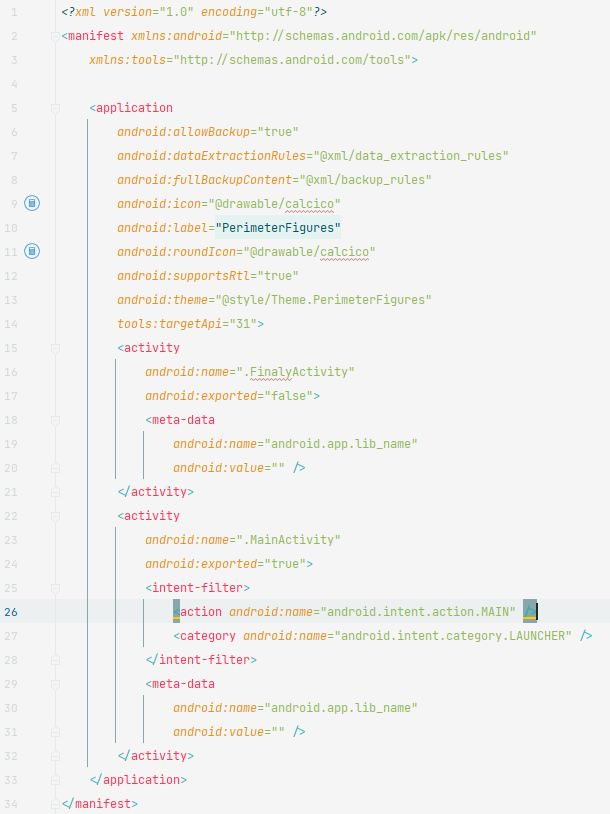 1 <?xml version="1.0" encoding="utf-8"?>
2 <manifest xmlns:android="http://schemas.android.com/apk/res/android"
3     xmlns:tools="http://schemas.android.com/tools">
4
5     <application
6         android:allowBackup="true"
7         android:dataExtractionRules="@xml/data_extraction_rules"
8         android:fullBackupContent="@xml/backup_rules"
9         android:icon="@drawable/calcico"
10         android:label="PerimeterFigures"
11         android:roundIcon="@drawable/calcico"
12         android:supportsRtl="true"
13         android:theme="@style/Theme.PerimeterFigures"
14         tools:targetApi="31">
15         <activity
16             android:name=".FinalyActivity"
17             android:exported="false">
18             <meta-data
19                 android:name="android.app.lib_name"
20                 android:value="" />
21         </activity>
22         <activity
23             android:name=".MainActivity"
24             android:exported="true">
25             <intent-filter>
26                 <action android:name="android.intent.action.MAIN" />
27                 <category android:name="android.intent.category.LAUNCHER" />
28             </intent-filter>
29             <meta-data
30                 android:name="android.app.lib_name"
31                 android:value="" />
32         </activity>
33     </application>
34 </manifest>